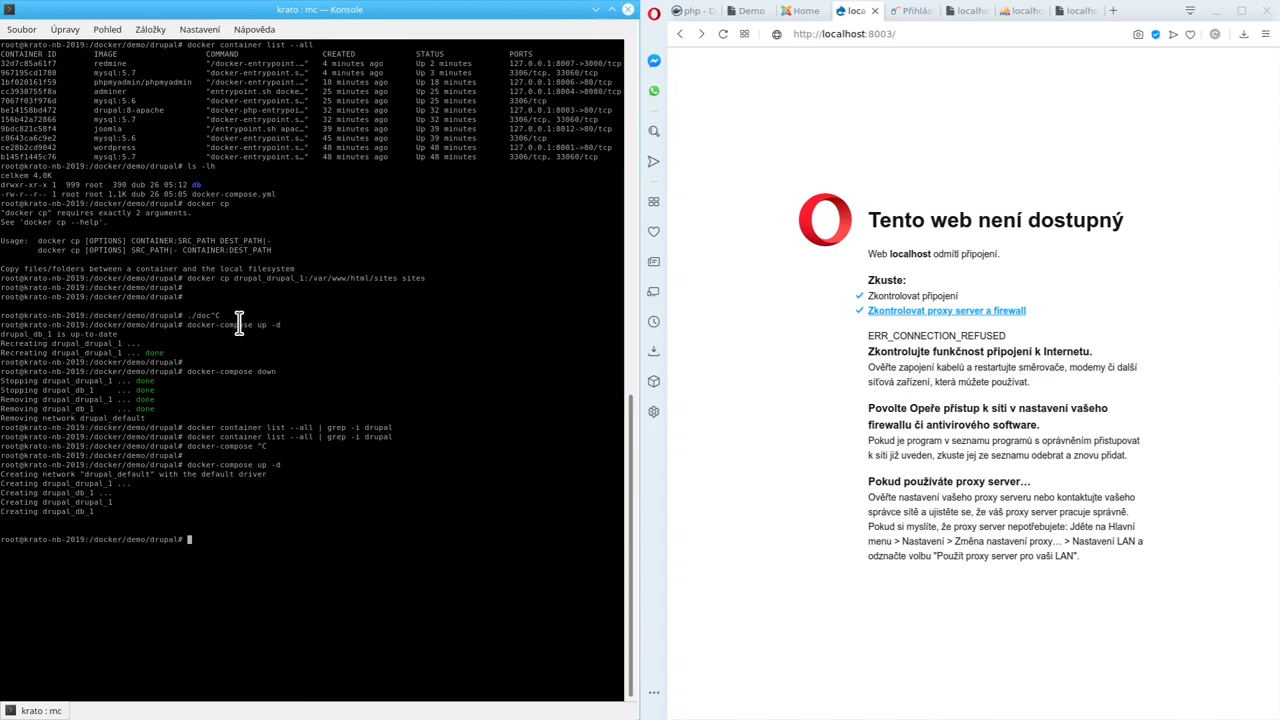 krato : mc — Konsole
Soubor Úpravy Pohled Záložky Nastavení Nápověda
root@krato-nb-2019:/docker/demo/drupal# docker container list --all
CONTAINER ID IMAGE COMMAND CREATED STATUS PORTS
32d7c85a61f7 redmine "/docker-entrypoint.…" 4 minutes ago Up 2 minutes 127.0.0.1:8007->3000/tcp
967195cd1780 mysql:5.7 "docker-entrypoint.s…" 4 minutes ago Up 3 minutes 3306/tcp, 33060/tcp
1bf020161f59 phpmyadmin/phpmyadmin "/docker-entrypoint.…" 18 minutes ago Up 18 minutes 127.0.0.1:8006->80/tcp
cc3938755f8a adminer "entrypoint.sh docke…" 25 minutes ago Up 25 minutes 127.0.0.1:8004->8080/tcp
7067f03f976d mysql:5.6 "docker-entrypoint.s…" 25 minutes ago Up 25 minutes 3306/tcp
be14158bd472 drupal:8-apache "docker-php-entrypoi…" 32 minutes ago Up 32 minutes 127.0.0.1:8003->80/tcp
156b42a72866 mysql:5.7 "docker-entrypoint.s…" 32 minutes ago Up 32 minutes 3306/tcp, 33060/tcp
9bdc821c58f4 joomla "/entrypoint.sh apac…" 39 minutes ago Up 39 minutes 127.0.0.1:8012->80/tcp
c0643ca6c9e2 mysql:5.6 "docker-entrypoint.s…" 45 minutes ago Up 39 minutes 3306/tcp
ce28b2cd9042 wordpress "docker-entrypoint.s…" 48 minutes ago Up 48 minutes 127.0.0.1:8001->80/tcp
b145f1445c76 mysql:5.7 "docker-entrypoint.s…" 48 minutes ago Up 48 minutes 3306/tcp, 33060/tcp
root@krato-nb-2019:/docker/demo/drupal# ls -lh
celkem 4,0K
drwxr-xr-x 1 999 root 390 dub 26 05:12 db
-rw-r--r-- 1 root root 1,1K dub 26 05:05 docker-compose.yml
root@krato-nb-2019:/docker/demo/drupal# docker cp
"docker cp" requires exactly 2 arguments.
See 'docker cp --help'.
Usage: docker cp [OPTIONS] CONTAINER:SRC_PATH DEST_PATH|-
docker cp [OPTIONS] SRC_PATH|- CONTAINER:DEST_PATH
Copy files/folders between a container and the local filesystem
root@krato-nb-2019:/docker/demo/drupal# docker cp drupal_drupal_1:/var/www/html/sites sites
root@krato-nb-2019:/docker/demo/drupal#
root@krato-nb-2019:/docker/demo/drupal#
root@krato-nb-2019:/docker/demo/drupal# ./doc^C
root@krato-nb-2019:/docker/demo/drupal# docker-compose up -d
drupal_db_1 is up-to-date
Recreating drupal_drupal_1 ...
Recreating drupal_drupal_1 ... done
root@krato-nb-2019:/docker/demo/drupal#
root@krato-nb-2019:/docker/demo/drupal# docker-compose down
Stopping drupal_drupal_1 ... done
Stopping drupal_db_1 ... done
Removing drupal_drupal_1 ... done
Removing drupal_db_1 ... done
Removing network drupal_default
root@krato-nb-2019:/docker/demo/drupal# docker container list --all | grep -i drupal
root@krato-nb-2019:/docker/demo/drupal# docker container list --all | grep -i drupal
root@krato-nb-2019:/docker/demo/drupal# docker-compose ^C
root@krato-nb-2019:/docker/demo/drupal#
root@krato-nb-2019:/docker/demo/drupal# docker-compose up -d
Creating network "drupal_default" with the default driver
Creating drupal_drupal_1 ...
Creating drupal_db_1 ...
Creating drupal_drupal_1
Creating drupal_db_1
root@krato-nb-2019:/docker/demo/drupal#
krato : mc
php - D Demo Home loca Přihlás localho localho localho
http://localhost:8003/
Tento web není dostupný
Web localhost odmítl připojení.
Zkuste:
Zkontrolovat připojení
Zkontrolovat proxy server a firewall
ERR_CONNECTION_REFUSED
Zkontrolujte funkčnost připojení k Internetu.
Ověřte zapojení kabelů a restartujte směrovače, modemy či další
síťová zařízení, která můžete používat.
Povolte Opeře přístup k síti v nastavení vašeho
firewallu či antivirového software.
Pokud je program v seznamu programů s oprávněním přistupovat
k síti již uveden, zkuste jej ze seznamu odebrat a znovu přidat.
Pokud používáte proxy server…
Ověřte nastavení vašeho proxy serveru nebo kontaktujte vašeho
správce sítě a ujistěte se, že váš proxy server pracuje správně.
Pokud si myslíte, že proxy server nepotřebujete: Jděte na Hlavní
menu > Nastavení > Změna nastavení proxy… > Nastavení LAN a
odznačte volbu "Použít proxy server pro vaši LAN".